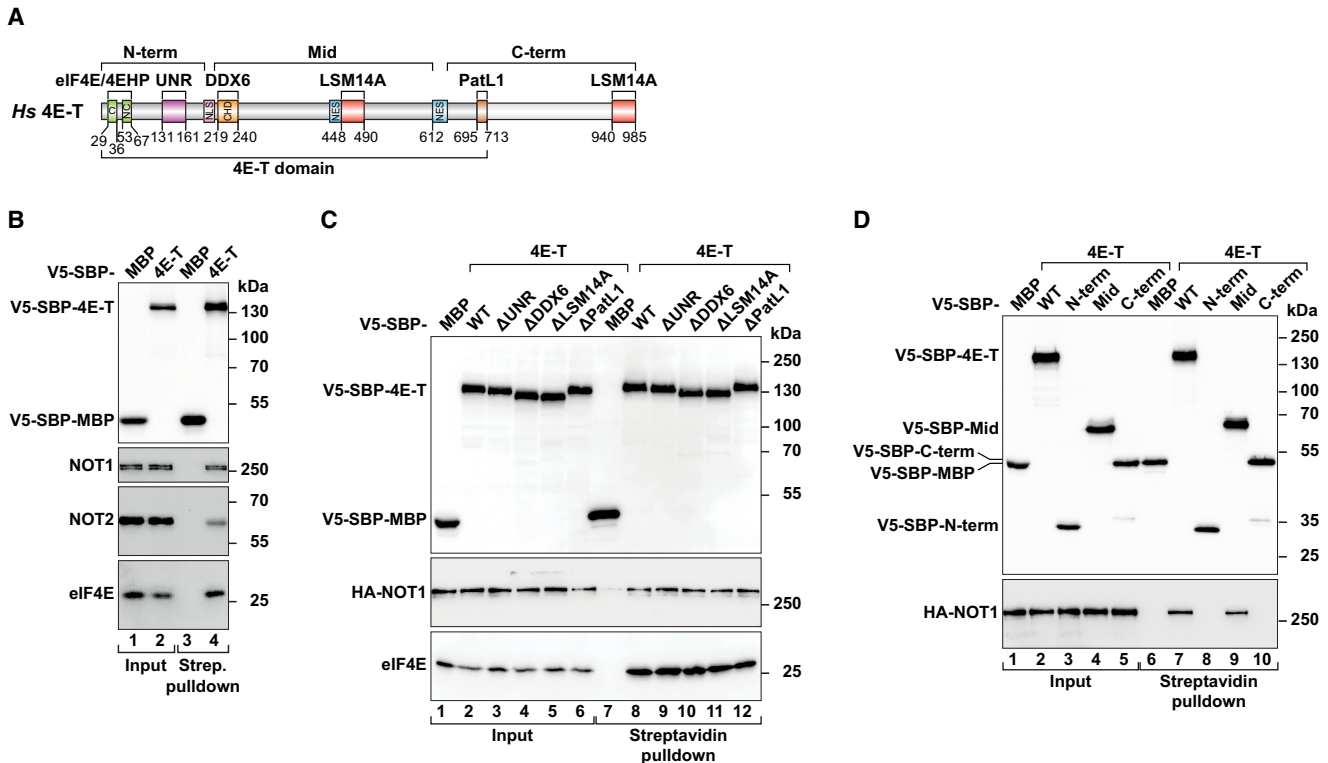 A
N-term Mid C-term
eIF4E/4EHP UNR DDX6 LSM14A PatL1 LSM14A
Hs 4E-T
C NC NLS CHD NES NES
29 36 53 67 131 161 219 240 448 490 612 695 713 940 985
4E-T domain
B
V5-SBP- MBP 4E-T MBP 4E-T
kDa
V5-SBP-4E-T
130
100
70
55
V5-SBP-MBP
NOT1
250
70
NOT2
55
eIF4E
25
1 2 3 4
Input Strep. pulldown
C
4E-T 4E-T
V5-SBP- MBP WT ΔUNR ΔDDX6 ΔLSM14A ΔPatL1 MBP WT ΔUNR ΔDDX6 ΔLSM14A ΔPatL1
kDa
250
V5-SBP-4E-T
130
100
70
55
V5-SBP-MBP
HA-NOT1
250
eIF4E
25
1 2 3 4 5 6 7 8 9 10 11 12
Input Streptavidin pulldown
D
4E-T 4E-T
V5-SBP- MBP WT N-term Mid C-term MBP WT N-term Mid C-term
kDa
250
V5-SBP-4E-T
130
100
70
V5-SBP-Mid
V5-SBP-C-term
55
V5-SBP-MBP
35
V5-SBP-N-term
25
HA-NOT1
250
1 2 3 4 5 6 7 8 9 10
Input Streptavidin pulldown